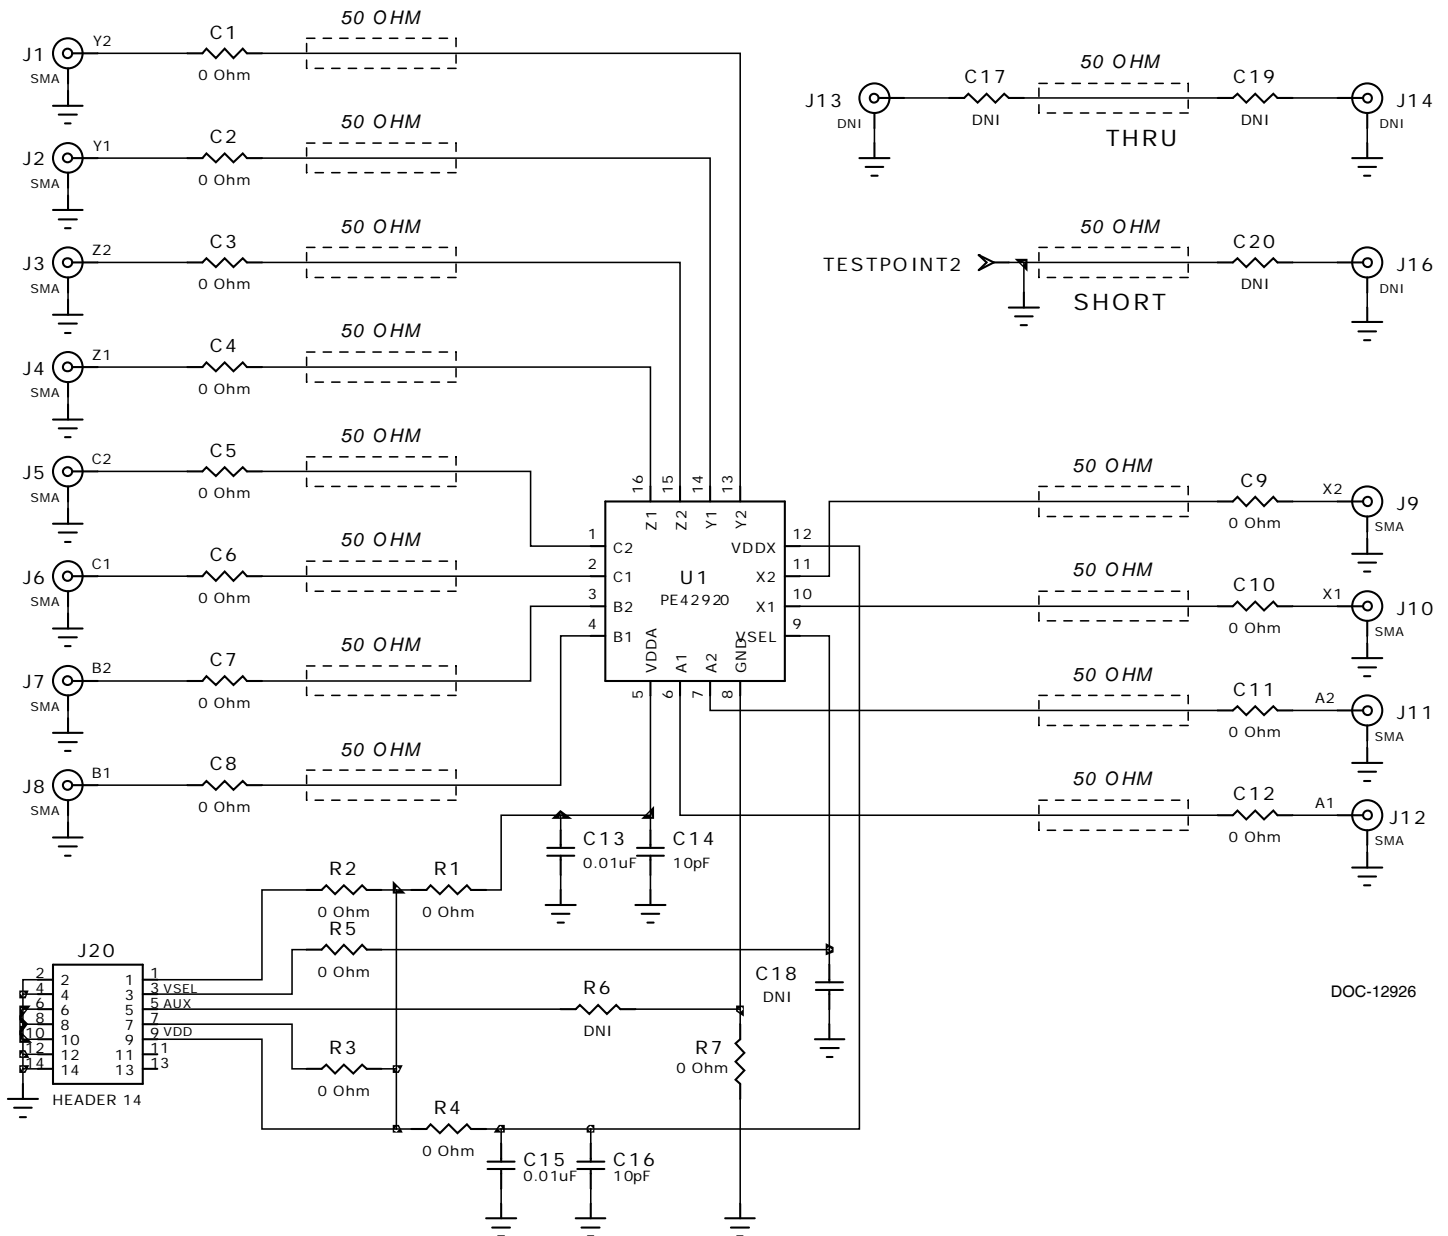 50 OHM
J1
SMA
Y2
C1
0 Ohm
50 OHM
J2
SMA
Y1
C2
0 Ohm
50 OHM
J3
SMA
Z2
C3
0 Ohm
50 OHM
J4
SMA
Z1
C4
0 Ohm
50 OHM
J5
SMA
C2
C5
0 Ohm
50 OHM
J6
SMA
C1
C6
0 Ohm
50 OHM
J7
SMA
B2
C7
0 Ohm
50 OHM
J8
SMA
B1
C8
0 Ohm
50 OHM
J13
DNI
C17
DNI
50 OHM
THRU
C19
DNI
J14
DNI
TESTPOINT2
50 OHM
SHORT
C20
DNI
J16
DNI
16
15
14
13
Z1
Z2
Y1
Y2
1
C2
2
C1
3
B2
4
B1
U1
PE42920
VDDX
12
X2
11
X1
10
VSEL
9
VDDA
A1
A2
GND
5
6
7
8
50 OHM
C9
0 Ohm
X2
J9
SMA
50 OHM
C10
0 Ohm
X1
J10
SMA
50 OHM
C11
0 Ohm
A2
J11
SMA
50 OHM
C12
0 Ohm
A1
J12
SMA
C13
0.01uF
C14
10pF
R2
0 Ohm
R1
0 Ohm
R5
0 Ohm
J20
2
4
6
8
10
12
14
2
4
6
8
10
12
14
1
3
5
7
9
11
13
1
3 VSEL
5 AUX
7
9 VDD
11
13
HEADER 14
R6
DNI
C18
DNI
R3
0 Ohm
R7
0 Ohm
R4
0 Ohm
C15
0.01uF
C16
10pF
DOC-12926